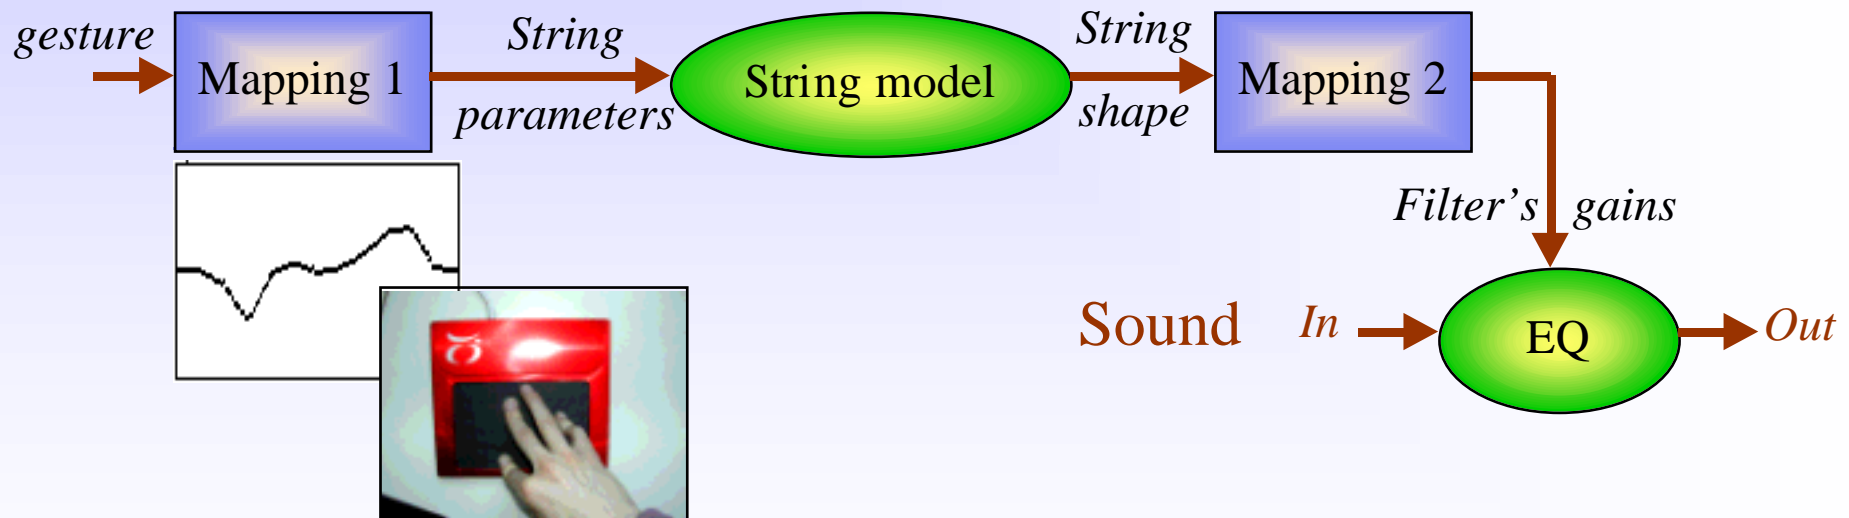 gesture
Mapping 1
String
parameters
String model
String
shape
Mapping 2
Filter’s gains
Sound
In
EQ
Out